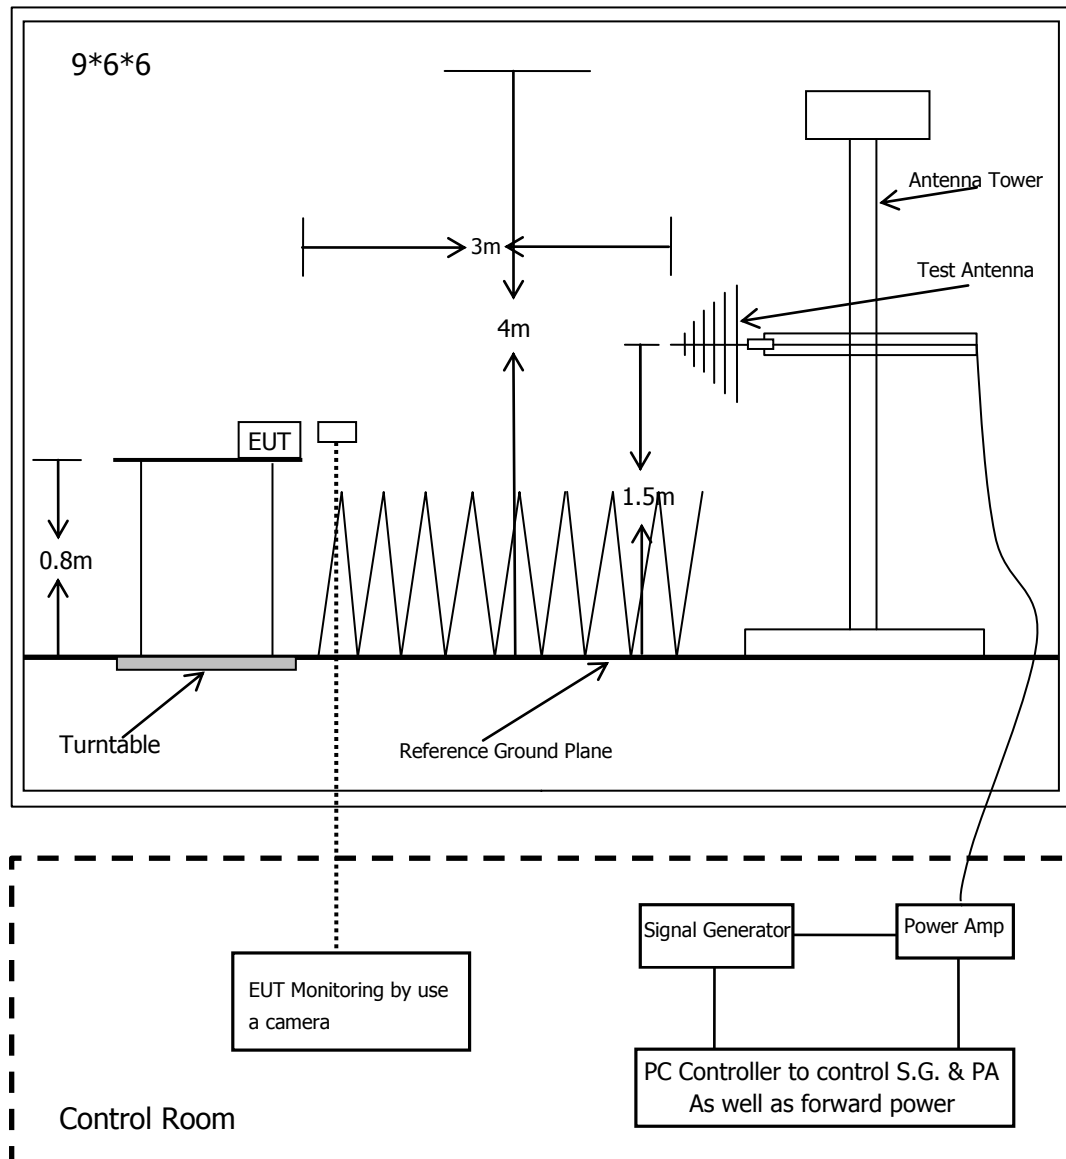 9*6*6
Antenna Tower
3m
Test Antenna
4m
EUT
1.5m
0.8m
Turntable
Reference Ground Plane
Signal Generator
Power Amp
EUT Monitoring by use
a camera
PC Controller to control S.G. & PA
As well as forward power
Control Room